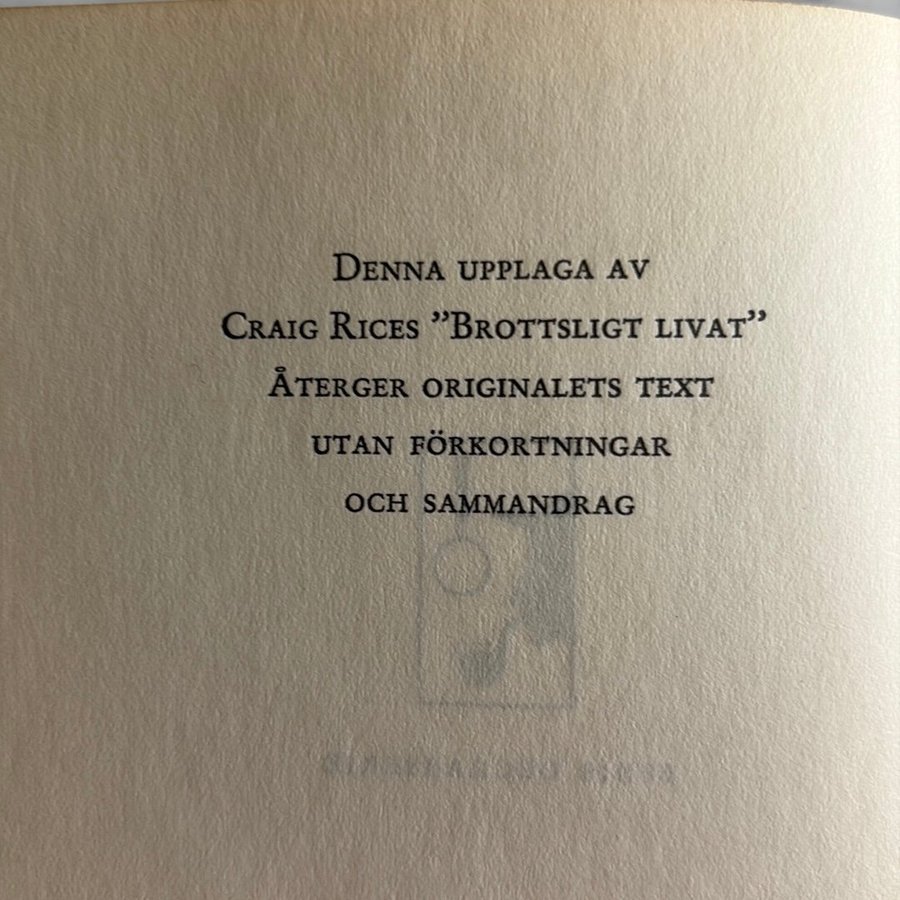 Denna upplaga av
Craig Rices ”Brottsligt livat”
Återger originalets text
utan förkortningar
och sammandrag